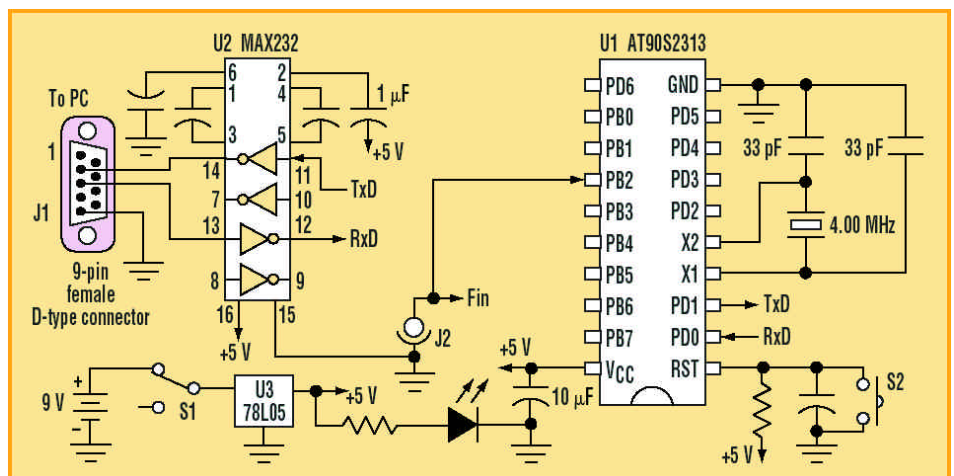 U2 MAX232
6
2
1
4
1 µF
To PC
3
5
+5 V
1
14
11
TxD
7
10
J1
13
12
RxD
8
9
9-pin
female
D-type connector
16
15
+5 V
Fin
J2
+
9 V
−
S1
U3
78L05
+5 V
+5 V
10 µF
U1 AT90S2313
PD6
GND
PB0
PD5
PB1
PD4
33 pF
33 pF
PB2
PD3
PB3
PD2
PB4
X2
4.00 MHz
PB5
X1
PB6
PD1
TxD
PB7
PD0
RxD
VCC
RST
S2
+5 V